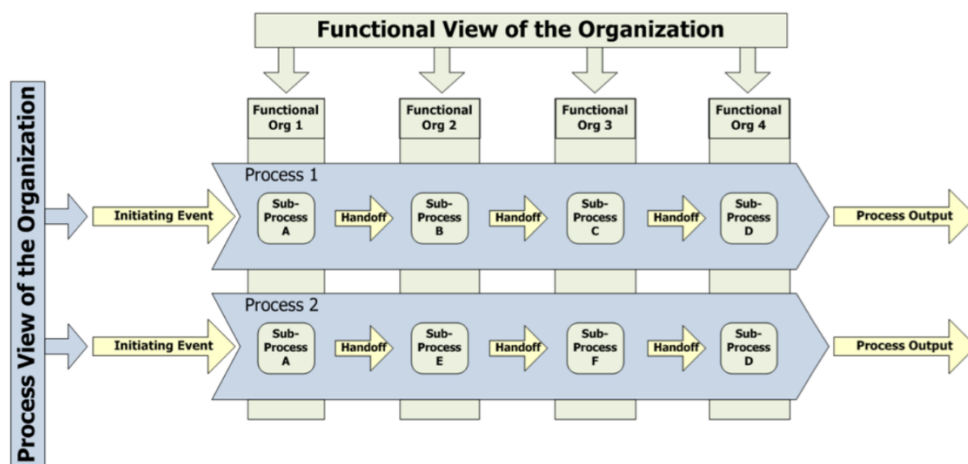 Functional View of the Organization
Process View of the Organization
Functional
Org 1
Functional
Org 2
Functional
Org 3
Functional
Org 4
Process 1
Initiating Event
Sub-
Process
A
Handoff
Sub-
Process
B
Handoff
Sub-
Process
C
Handoff
Sub-
Process
D
Process Output
Process 2
Initiating Event
Sub-
Process
A
Handoff
Sub-
Process
E
Handoff
Sub-
Process
F
Handoff
Sub-
Process
D
Process Output